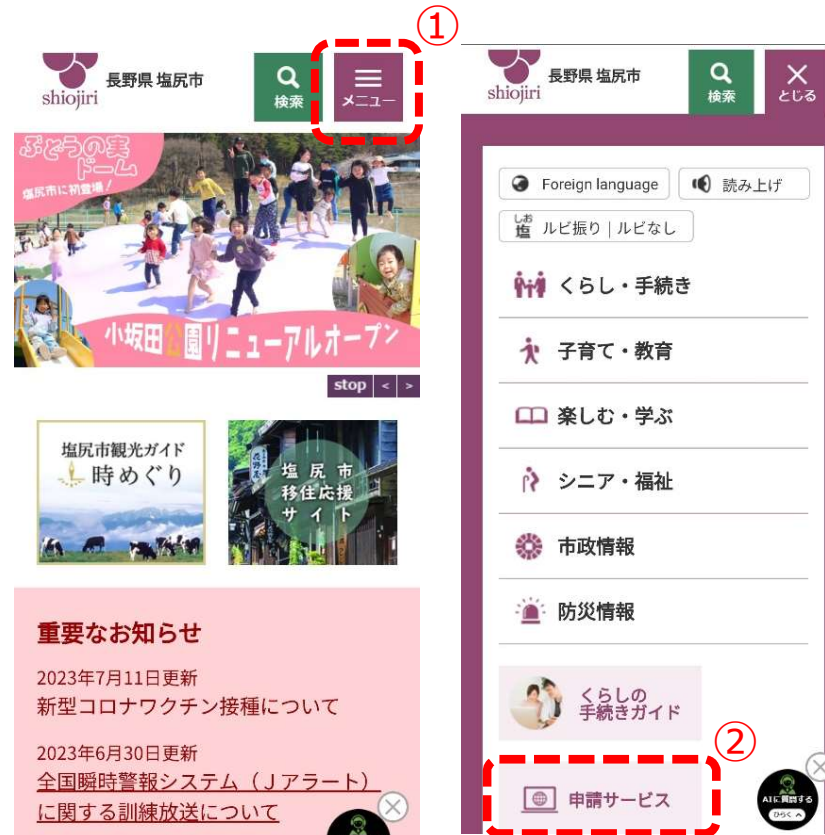 ①
shiojiri
長野県 塩尻市
検索
メニュー
ぶどうの実
ドーム
塩尻市に初登場!
小坂田公園リニューアルオープン
stop < >
塩尻市観光ガイド
時めぐり
塩尻市
移住応援
サイト
重要なお知らせ
2023年7月11日更新
新型コロナワクチン接種について
2023年6月30日更新
全国瞬時警報システム(Jアラート)
に関する訓練放送について
shiojiri
長野県 塩尻市
検索
とじる
Foreign language
読み上げ
しお
塩 ルビ振り | ルビなし
くらし・手続き
子育て・教育
楽しむ・学ぶ
シニア・福祉
市政情報
防災情報
くらしの
手続きガイド
②
申請サービス
AIに質問する
ひらく